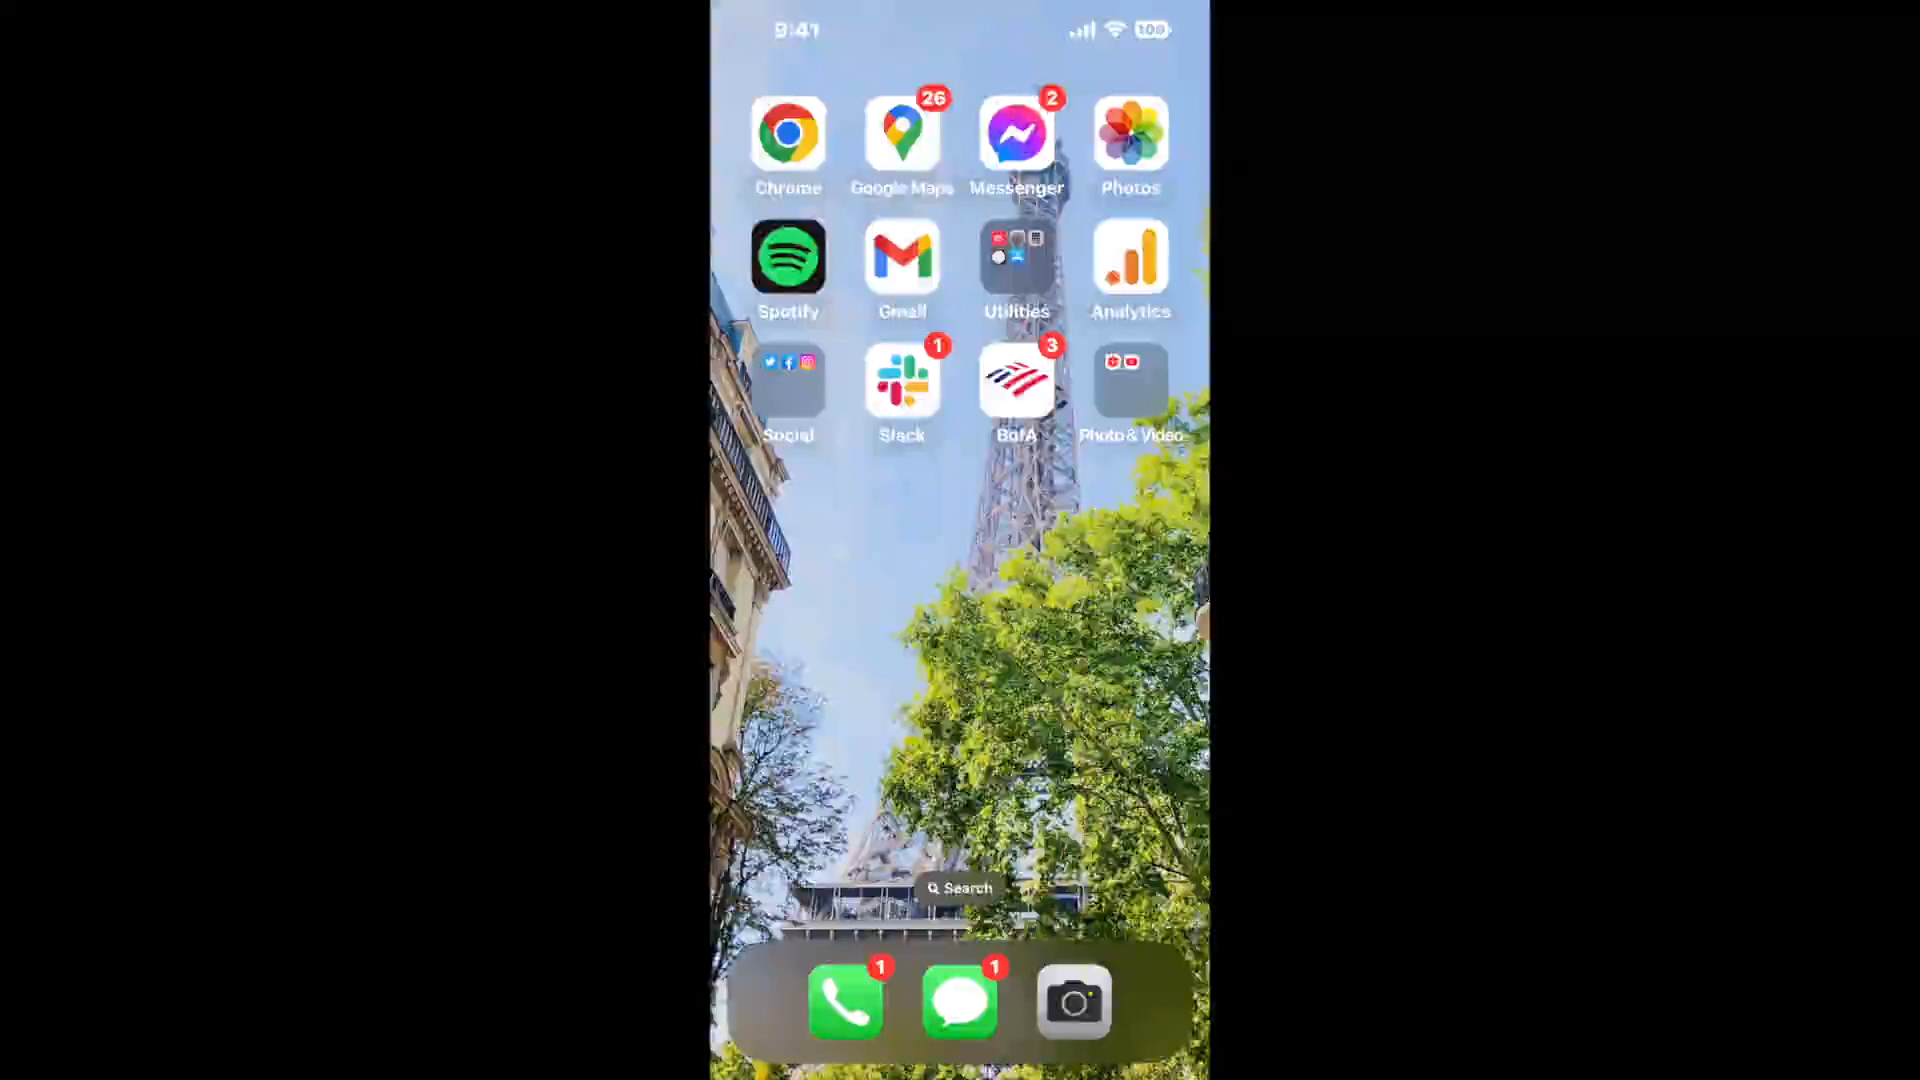 9:41
100
26
2
Chrome
Google Maps
Messenger
Photos
Spotify
Gmail
Utilities
Analytics
1
3
Social
Slack
BofA
Photo & Video
Search
1
1